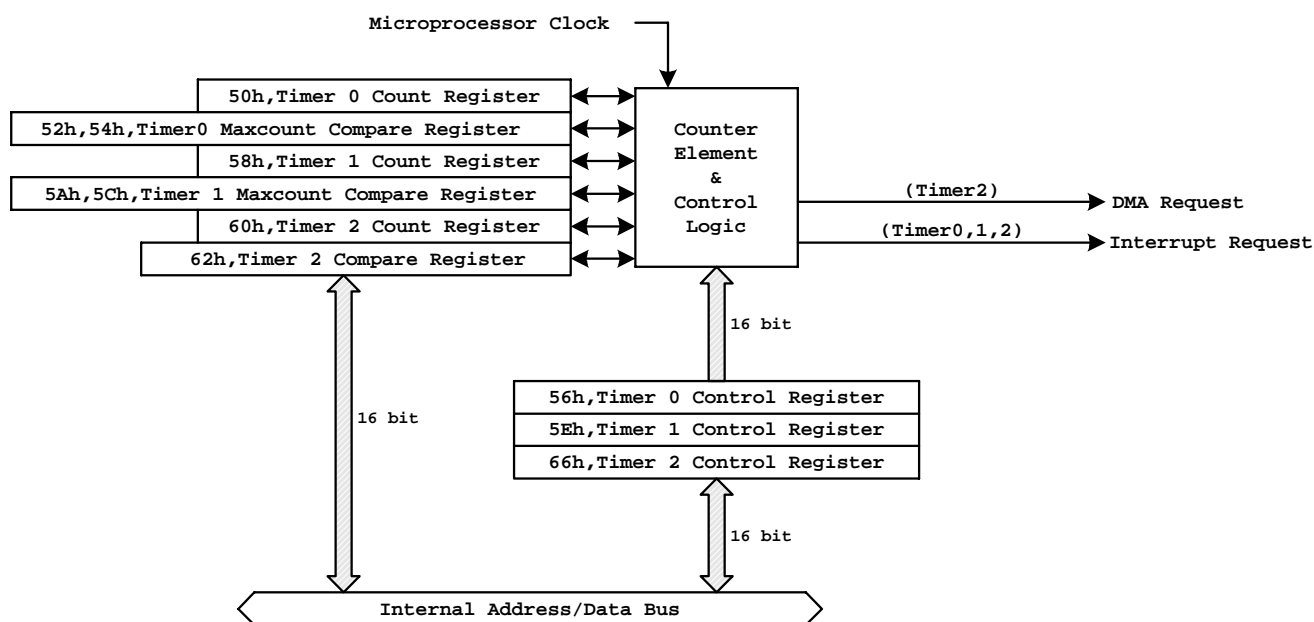 Microprocessor Clock
50h,Timer 0 Count Register
52h,54h,Timer0 Maxcount Compare Register
58h,Timer 1 Count Register
5Ah,5Ch,Timer 1 Maxcount Compare Register
60h,Timer 2 Count Register
62h,Timer 2 Compare Register
Counter
Element
&
Control
Logic
(Timer2)
DMA Request
(Timer0,1,2)
Interrupt Request
16 bit
56h,Timer 0 Control Register
5Eh,Timer 1 Control Register
66h,Timer 2 Control Register
16 bit
16 bit
Internal Address/Data Bus